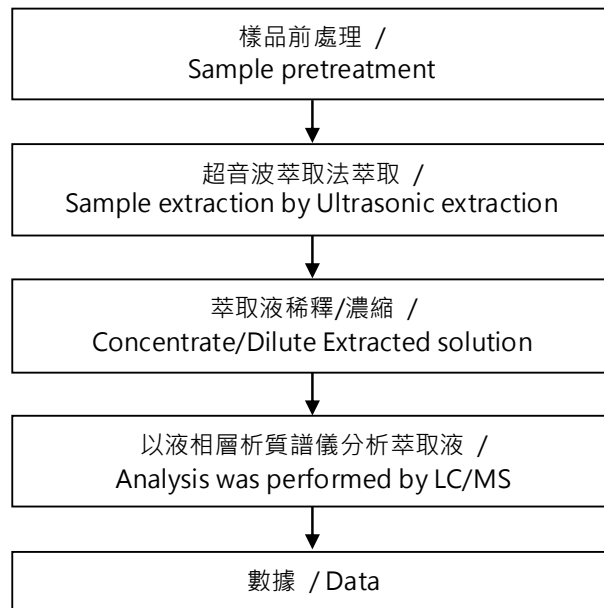 樣品前處理 /
Sample pretreatment
超音波萃取法萃取 /
Sample extraction by Ultrasonic extraction
萃取液稀釋/濃縮 /
Concentrate/Dilute Extracted solution
以液相層析質譜儀分析萃取液 /
Analysis was performed by LC/MS
數據 / Data